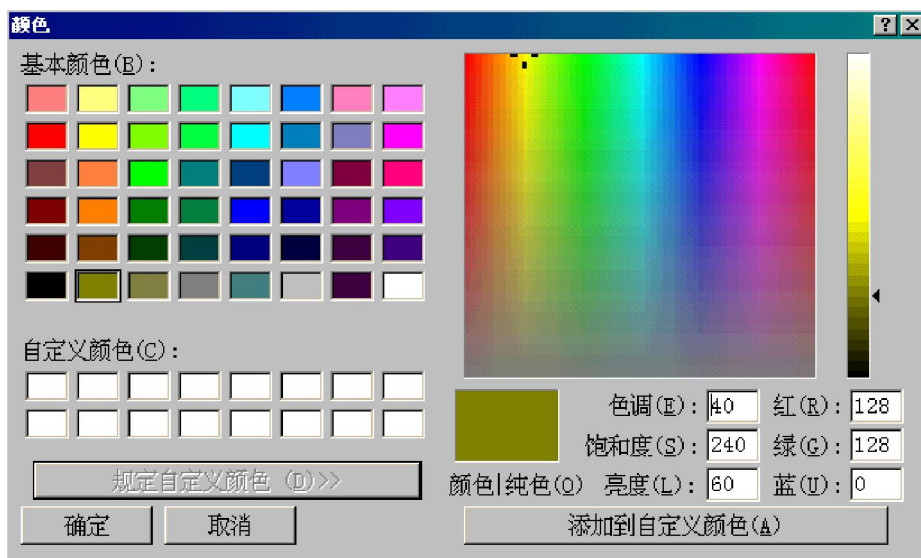 颜色
基本颜色(B):
自定义颜色(C):
规定自定义颜色 (D)>>
确定 取消
色调(E): 40 红(R): 128
饱和度(S): 240 绿(G): 128
颜色|纯色(O) 亮度(L): 60 蓝(U): 0
添加到自定义颜色(A)